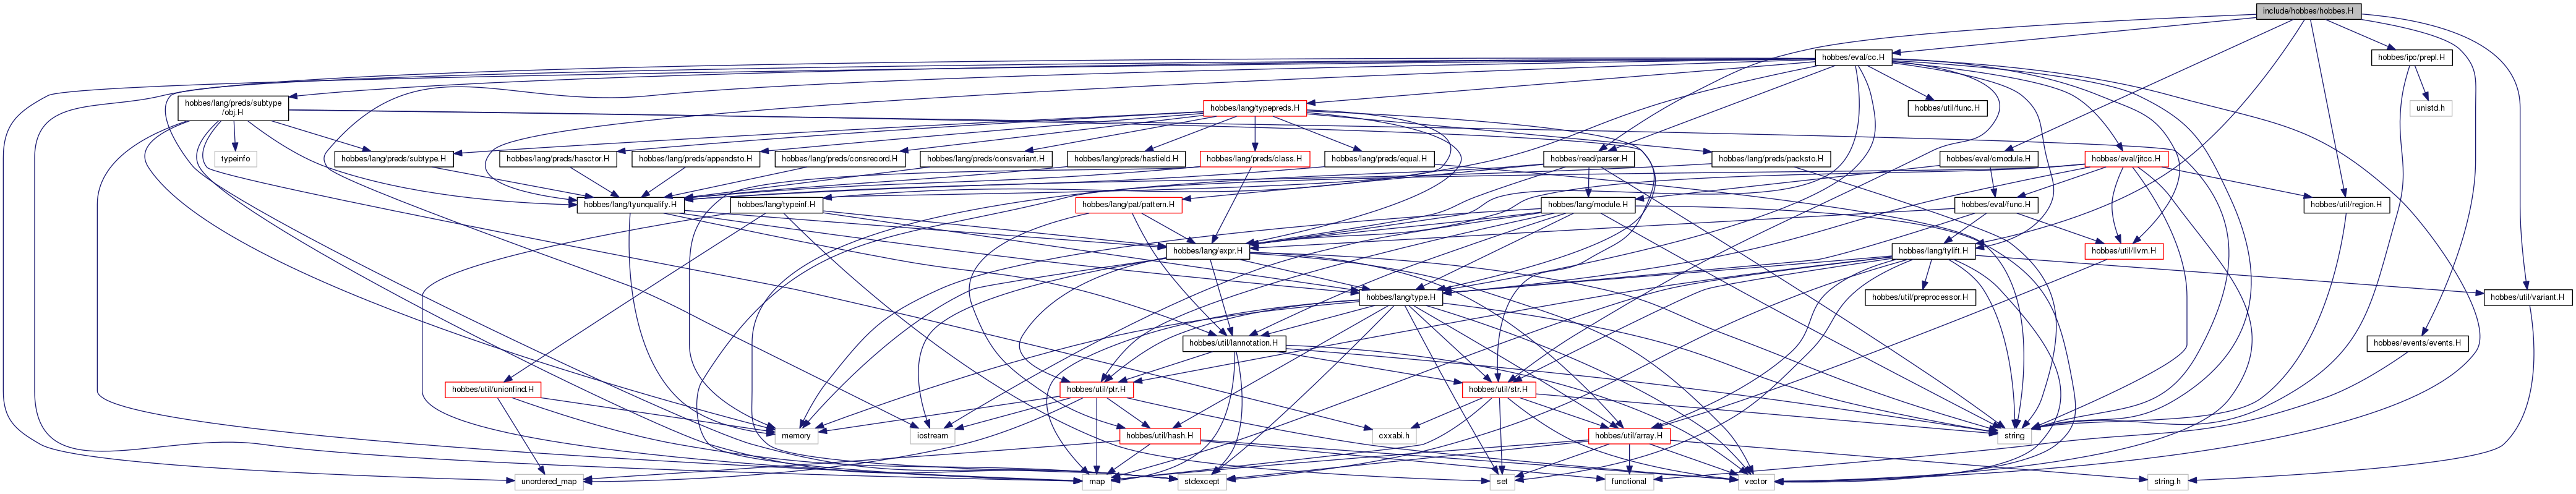 include/hobbes/hobbes.H
hobbes/eval/cc.H
hobbes/ipc/prepl.H
hobbes/lang/preds/subtype
/obj.H
hobbes/lang/typepreds.H
hobbes/util/func.H
unistd.h
typeinfo
hobbes/lang/preds/subtype.H
hobbes/lang/preds/hasctor.H
hobbes/lang/preds/appendsto.H
hobbes/lang/preds/consrecord.H
hobbes/lang/preds/consvariant.H
hobbes/lang/preds/hasfield.H
hobbes/lang/preds/class.H
hobbes/lang/preds/equal.H
hobbes/read/parser.H
hobbes/lang/preds/packsto.H
hobbes/eval/cmodule.H
hobbes/eval/jitcc.H
hobbes/lang/tyunqualify.H
hobbes/lang/typeinf.H
hobbes/lang/pat/pattern.H
hobbes/lang/module.H
hobbes/eval/func.H
hobbes/util/region.H
hobbes/lang/expr.H
hobbes/lang/tylift.H
hobbes/util/llvm.H
hobbes/lang/type.H
hobbes/util/preprocessor.H
hobbes/util/variant.H
hobbes/util/lannotation.H
hobbes/events/events.H
hobbes/util/unionfind.H
hobbes/util/ptr.H
hobbes/util/str.H
memory
iostream
hobbes/util/hash.H
cxxabi.h
hobbes/util/array.H
string
unordered_map
map
stdexcept
set
functional
vector
string.h